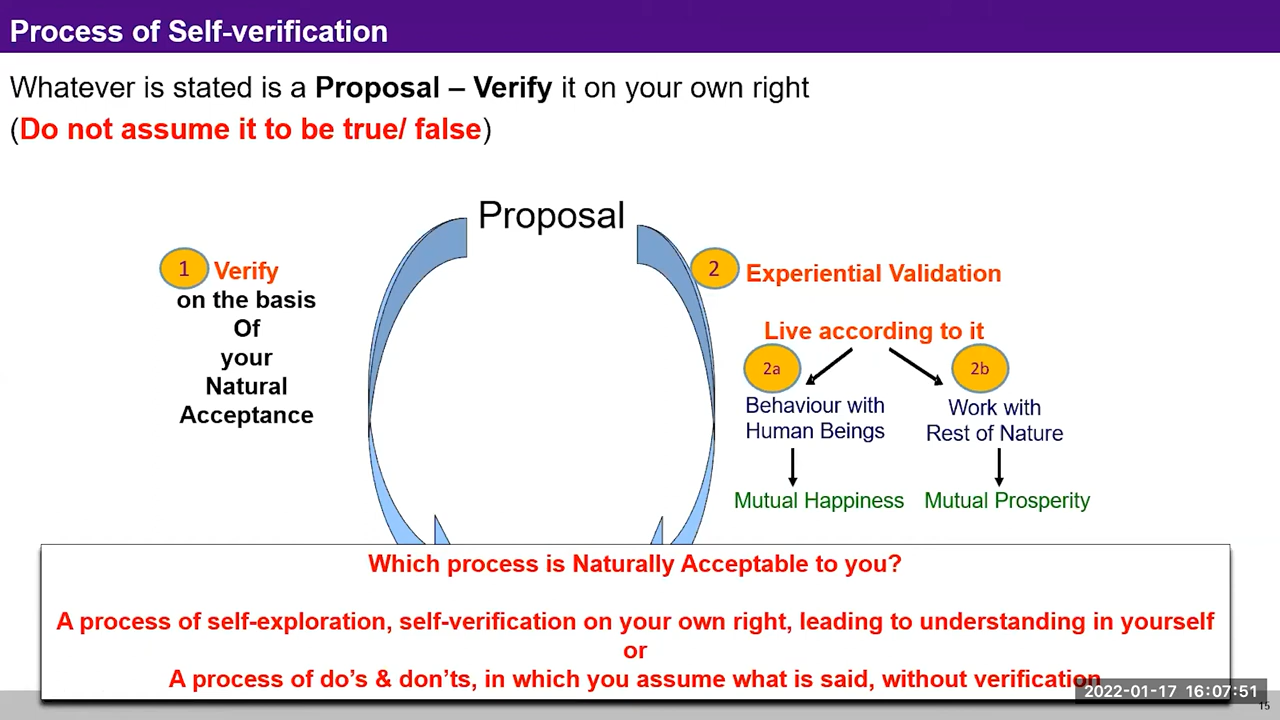 Process of Self-verification
Whatever is stated is a Proposal – Verify it on your own right
(Do not assume it to be true/ false)
Proposal
1 Verify
on the basis
Of
your
Natural
Acceptance
2 Experiential Validation
Live according to it
2a
Behaviour with
Human Beings
Mutual Happiness
2b
Work with
Rest of Nature
Mutual Prosperity
Which process is Naturally Acceptable to you?
A process of self-exploration, self-verification on your own right, leading to understanding in yourself
or
A process of do’s & don’ts, in which you assume what is said, without verification
2022-01-17 16:07:51
15